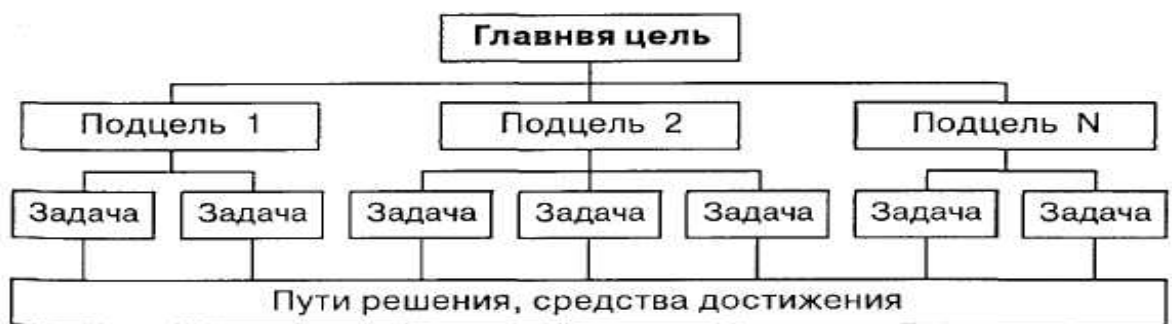 Главнвя цель
Подцель 1 Подцель 2 Подцель N
Задача Задача Задача Задача Задача Задача Задача
Пути решения, средства достижения